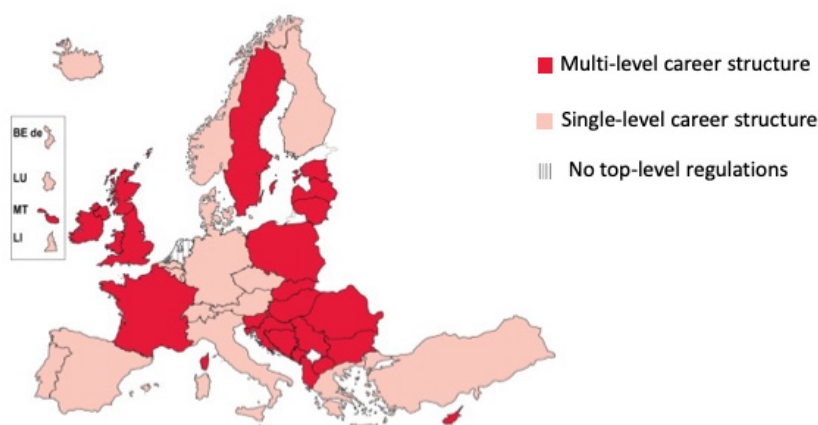 Multi-level career structure
Single-level career structure
No top-level regulations
BE de
LU
MT
LI